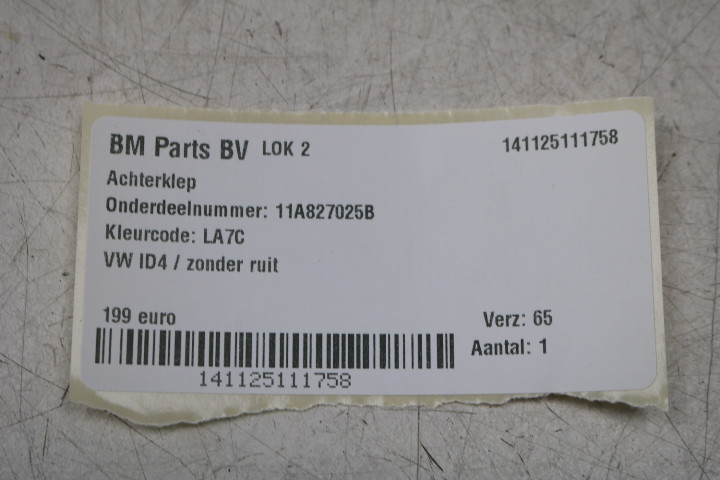 BM Parts BV LOK 2 141125111758
Achterklep
Onderdeelnummer: 11A827025B
Kleurcode: LA7C
VW ID4 / zonder ruit
199 euro Verz: 65
Aantal: 1
141125111758